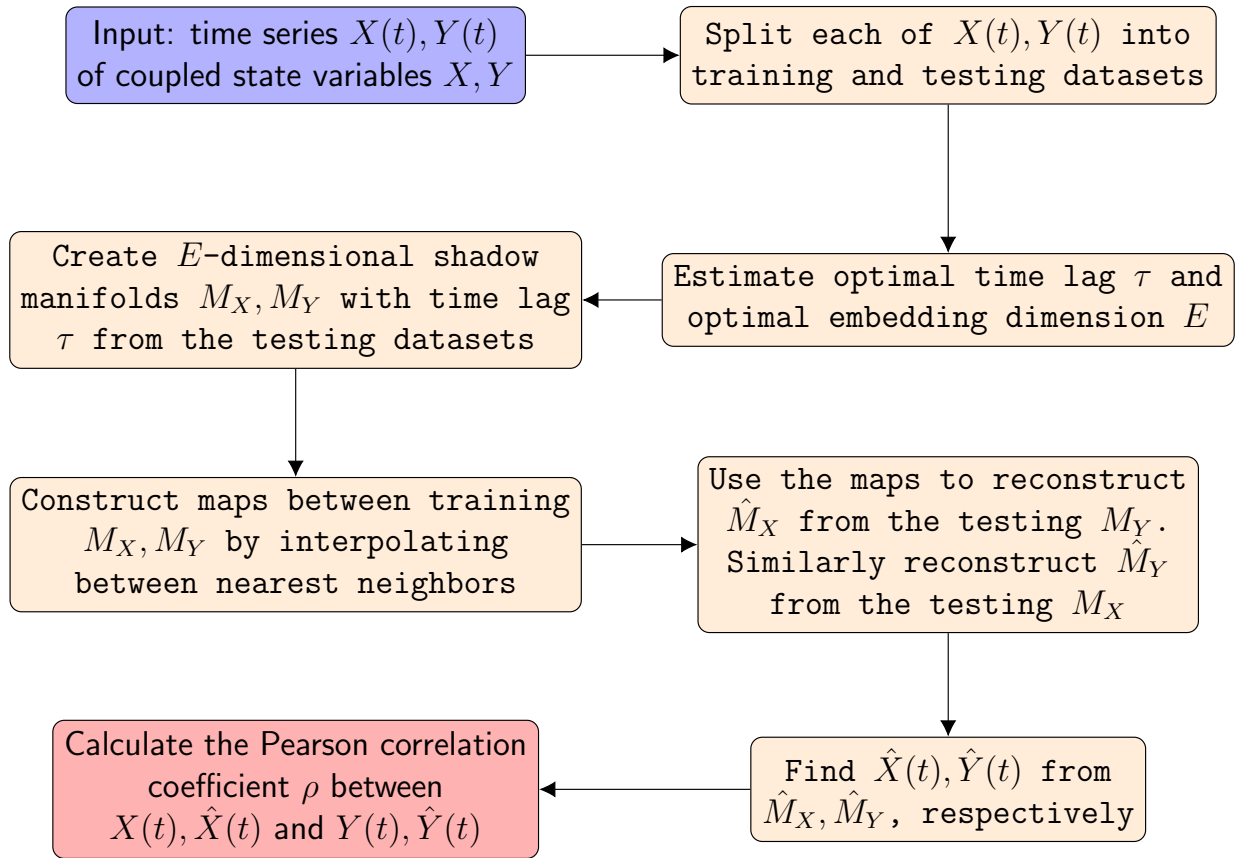 Input: time series X(t), Y(t)
of coupled state variables X, Y
Split each of X(t), Y(t) into
training and testing datasets
Estimate optimal time lag τ and
optimal embedding dimension E
Create E-dimensional shadow
manifolds M_X, M_Y with time lag
τ from the testing datasets
Construct maps between training
M_X, M_Y by interpolating
between nearest neighbors
Use the maps to reconstruct
M̂_X from the testing M_Y.
Similarly reconstruct M̂_Y
from the testing M_X
Find X̂(t), Ŷ(t) from
M̂_X, M̂_Y, respectively
Calculate the Pearson correlation
coefficient ρ between
X(t), X̂(t) and Y(t), Ŷ(t)